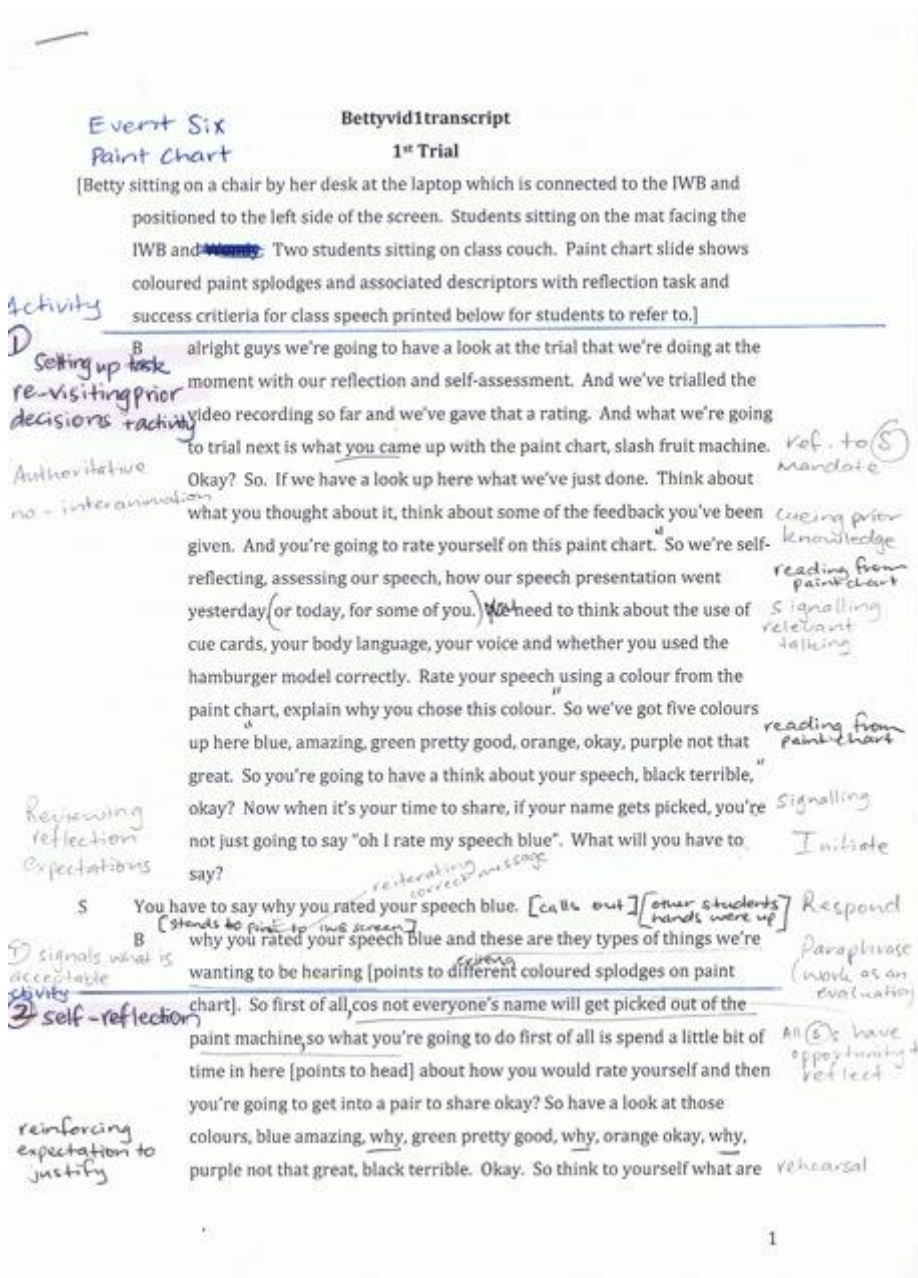 Event Six
Paint Chart
Bettyvid1transcript
1st Trial
[Betty sitting on a chair by her desk at the laptop which is connected to the IWB and
positioned to the left side of the screen. Students sitting on the mat facing the
IWB and Two students sitting on class couch. Paint chart slide shows
coloured paint splodges and associated descriptors with reflection task and
success critieria for class speech printed below for students to refer to.]
Activity
1
Setting up task
re-visiting prior
decisions + activity
Authoritative
no - interanimation
B alright guys we're going to have a look at the trial that we're doing at the
moment with our reflection and self-assessment. And we've trialled the
video recording so far and we've gave that a rating. And what we're going
to trial next is what you came up with the paint chart, slash fruit machine.
ref. to (S)
mandate
Okay? So. If we have a look up here what we've just done. Think about
what you thought about it, think about some of the feedback you've been
cueing prior
knowledge
given. And you're going to rate yourself on this paint chart. "So we're self-
reflecting, assessing our speech, how our speech presentation went
reading from
paint chart
yesterday (or today, for some of you.) need to think about the use of
signalling
relevant
talking
cue cards, your body language, your voice and whether you used the
hamburger model correctly. Rate your speech using a colour from the
paint chart, explain why you chose this colour." So we've got five colours
"up here blue, amazing, green pretty good, orange, okay, purple not that
reading from
paint chart
great. So you're going to have a think about your speech, black terrible,"
okay? Now when it's your time to share, if your name gets picked, you're
signalling
Reviewing
reflection
expectations
not just going to say "oh I rate my speech blue". What will you have to
Initiate
say?
reiterating
correct message
S You have to say why you rated your speech blue. [calls out] [other students'
hands were up]
Respond
[stands to point to IWB screen]
B why you rated your speech blue and these are they types of things we're
signals what is
acceptable
wanting to be hearing [points to different coloured splodges on paint
Paraphrase
(work as an
evaluation)
activity
2 self-reflection
chart]. So first of all, cos not everyone's name will get picked out of the
paint machine, so what you're going to do first of all is spend a little bit of
All (S)'s have
opportunity to
reflect
time in here [points to head] about how you would rate yourself and then
you're going to get into a pair to share okay? So have a look at those
reinforcing
expectation to
justify
colours, blue amazing, why, green pretty good, why, orange okay, why,
purple not that great, black terrible. Okay. So think to yourself what are
rehearsal
1